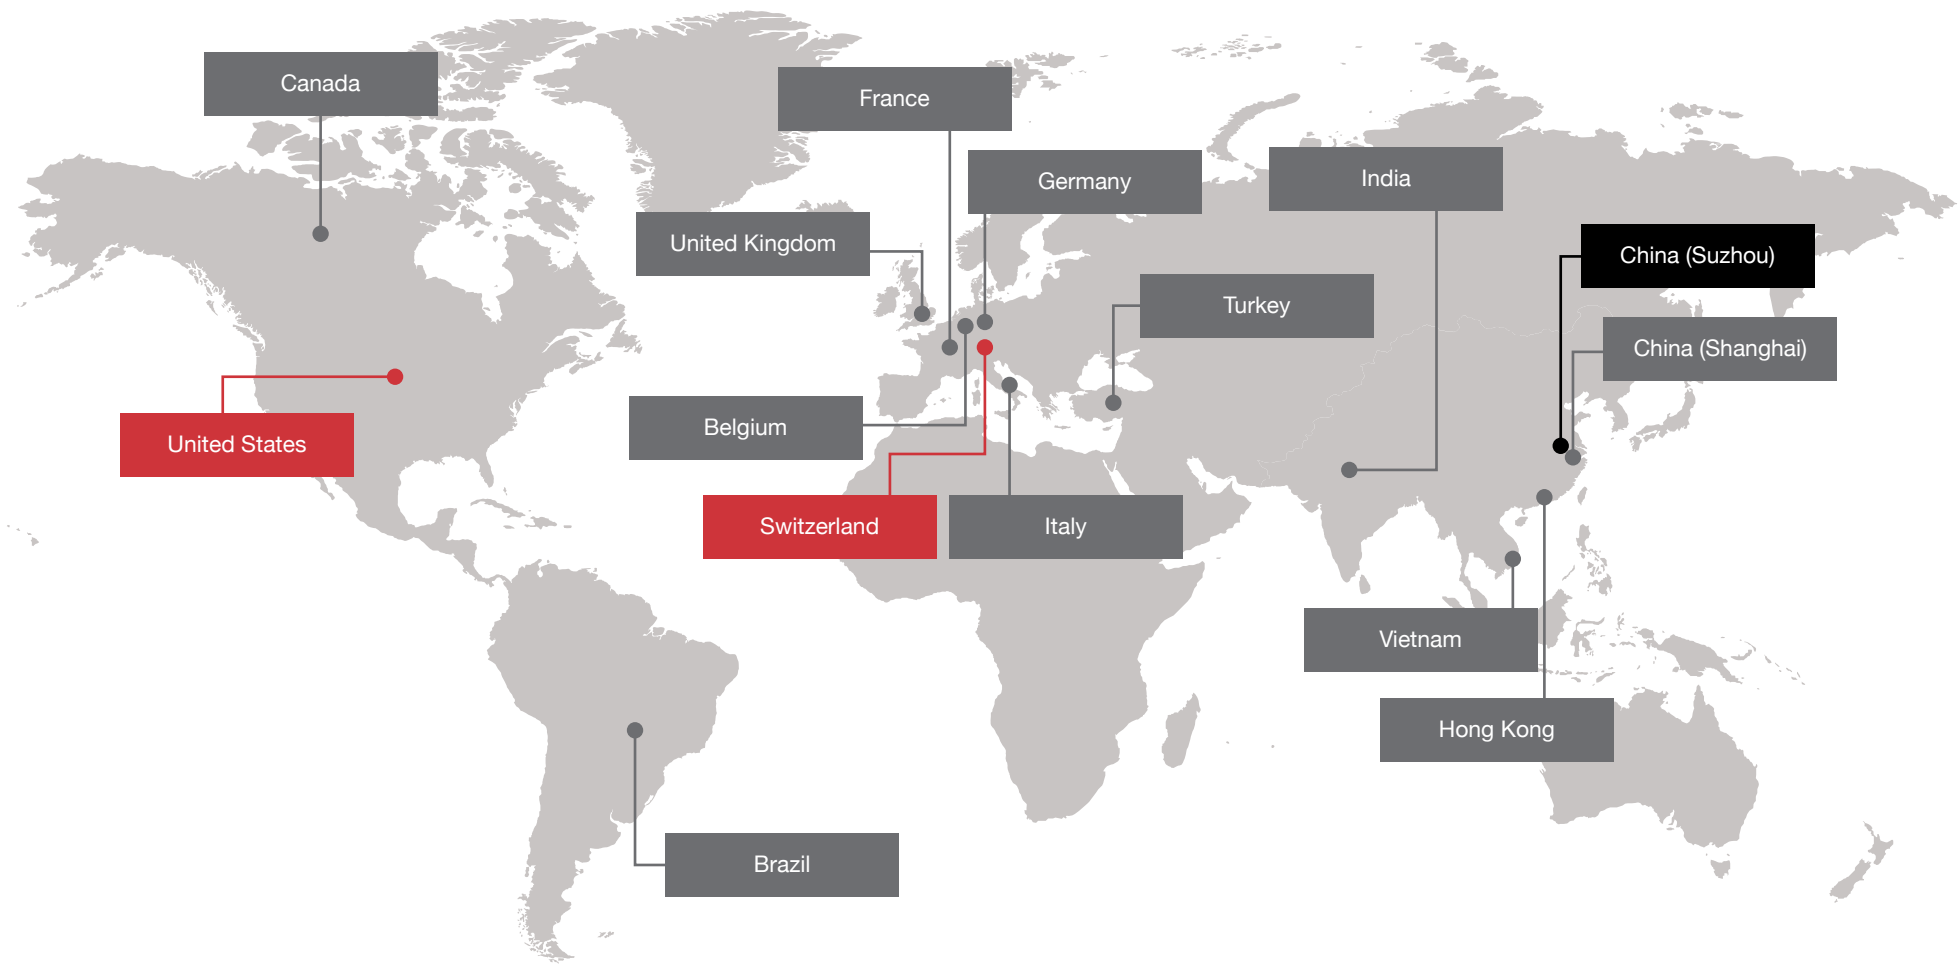 Canada
France
Germany
India
United Kingdom
China (Suzhou)
Turkey
China (Shanghai)
United States
Belgium
Switzerland
Italy
Vietnam
Hong Kong
Brazil